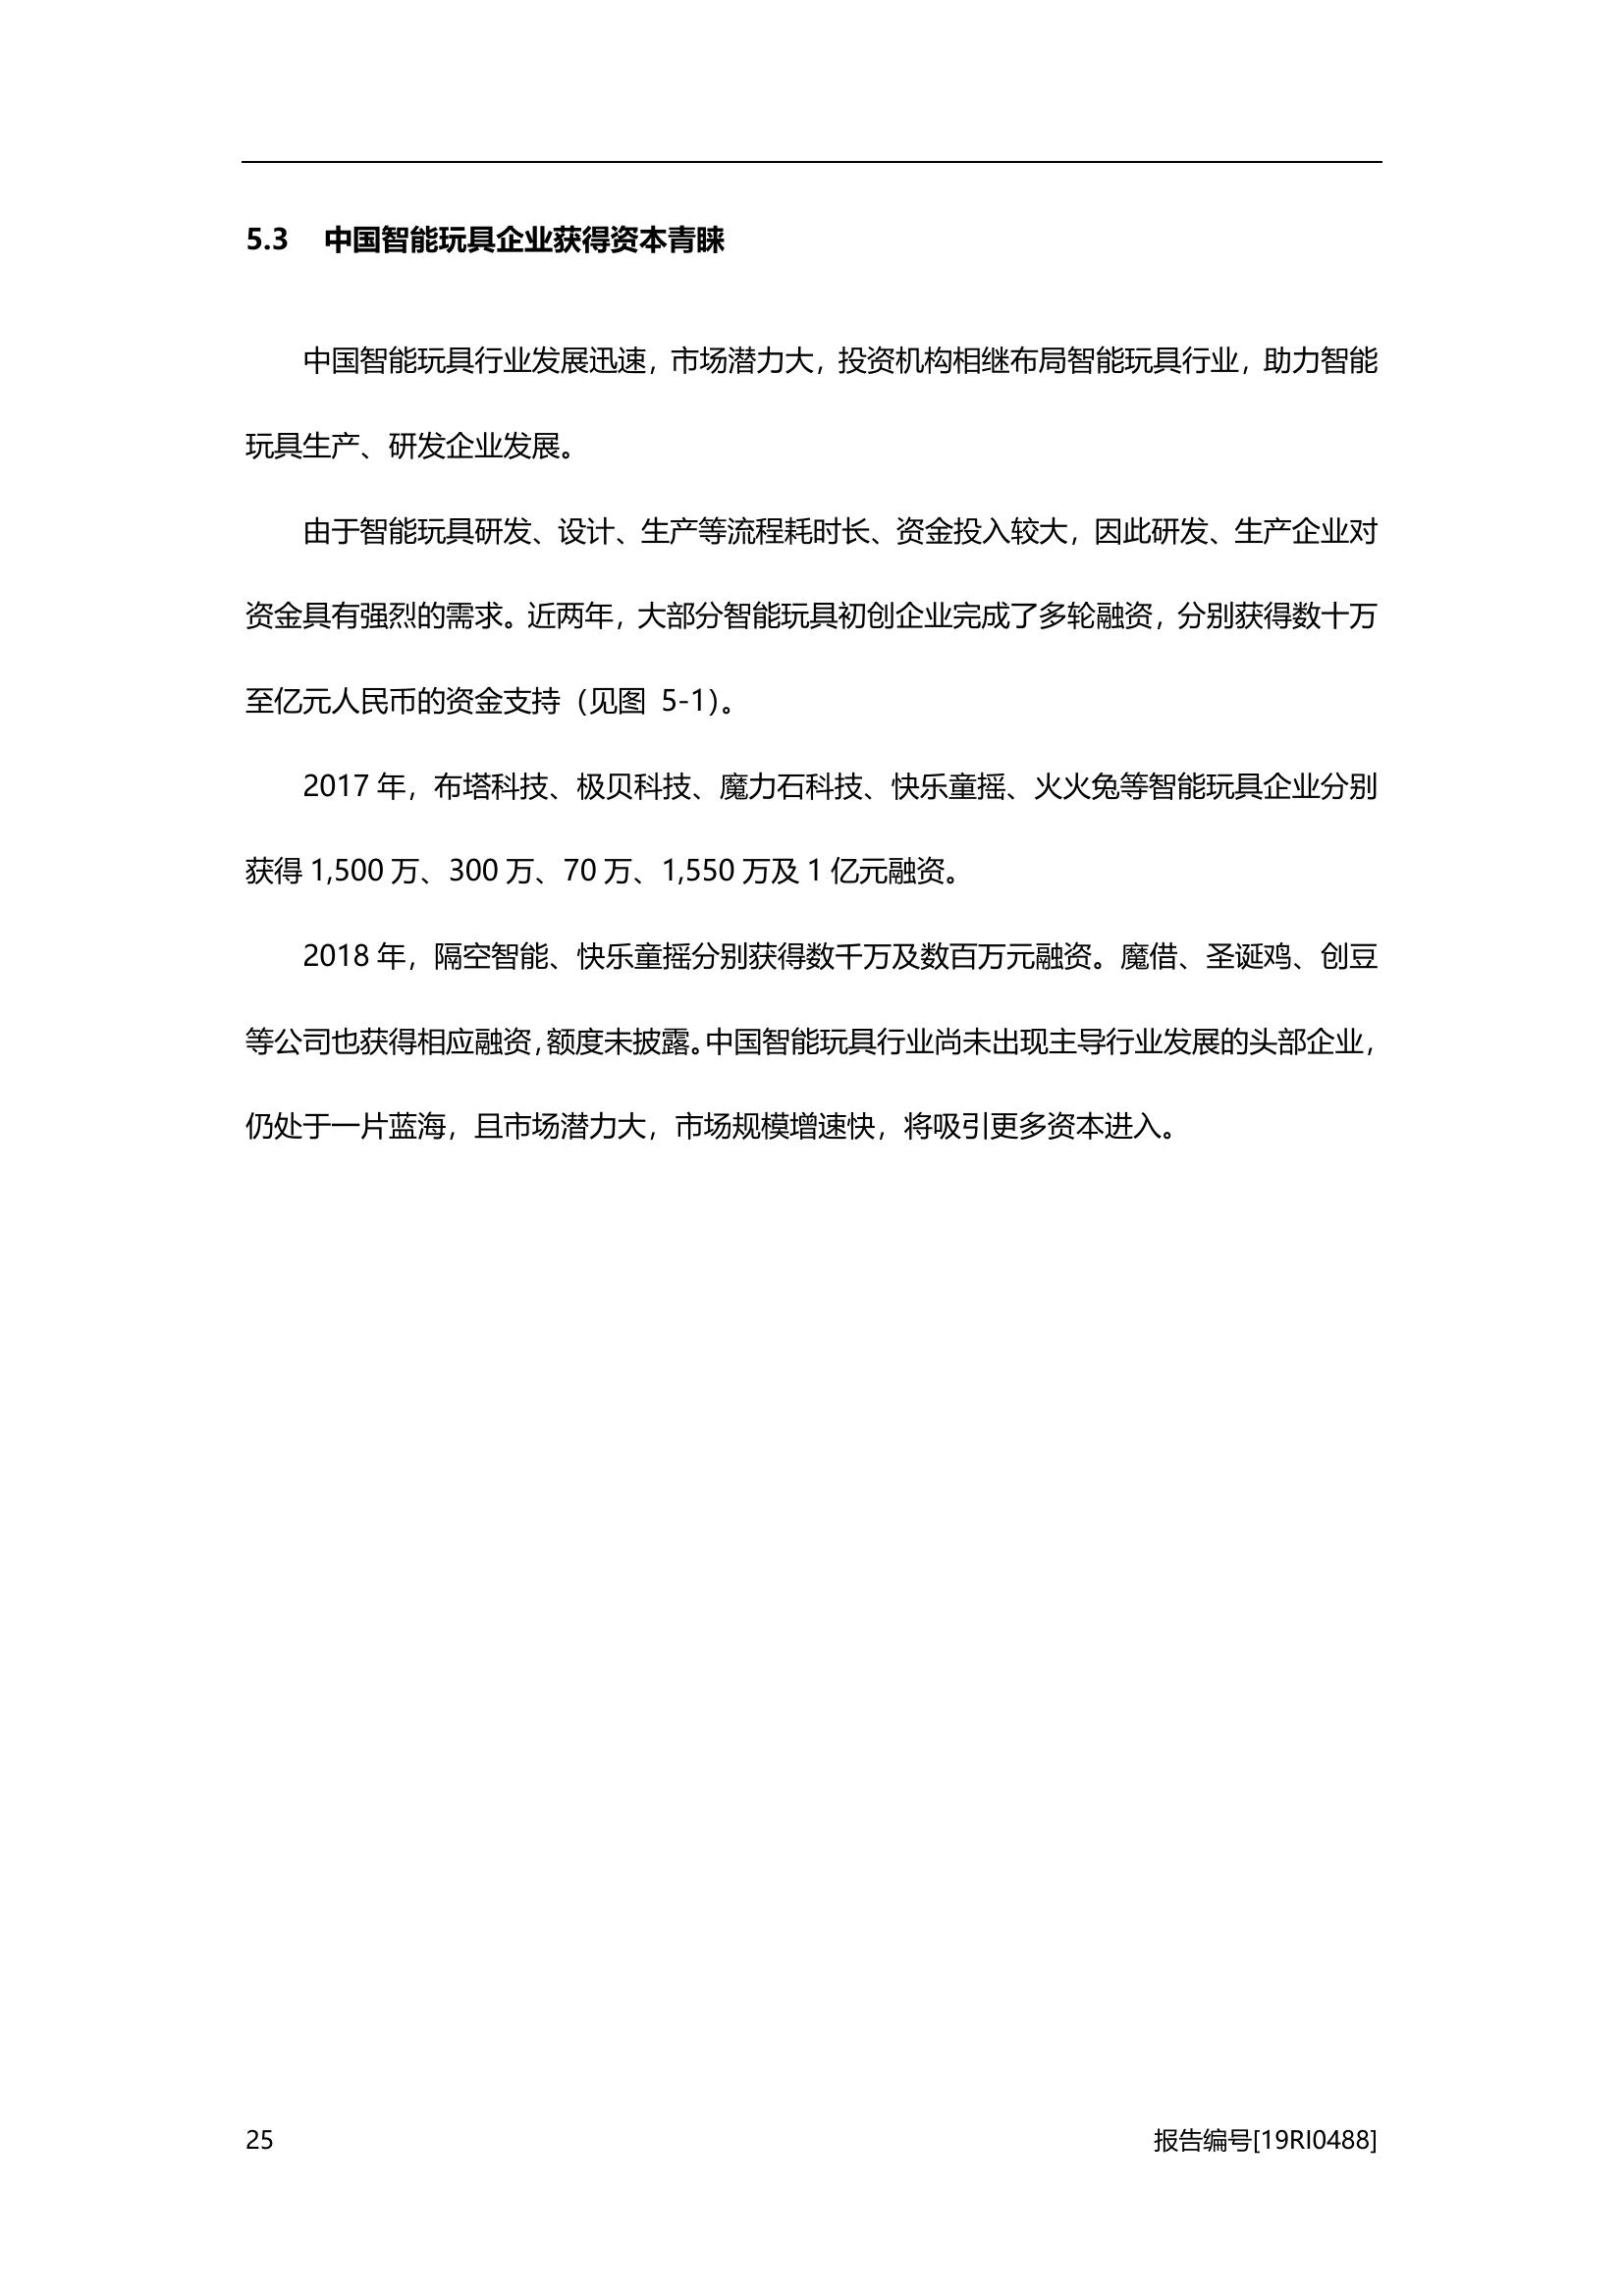 5.3 中国智能玩具企业获得资本青睐
中国智能玩具行业发展迅速，市场潜力大，投资机构相继布局智能玩具行业，助力智能
玩具生产、研发企业发展。
由于智能玩具研发、设计、生产等流程耗时长、资金投入较大，因此研发、生产企业对
资金具有强烈的需求。近两年，大部分智能玩具初创企业完成了多轮融资，分别获得数十万
至亿元人民币的资金支持（见图 5-1）。
2017 年，布塔科技、极贝科技、魔力石科技、快乐童摇、火火兔等智能玩具企业分别
获得 1,500 万、300 万、70 万、1,550 万及 1 亿元融资。
2018 年，隔空智能、快乐童摇分别获得数千万及数百万元融资。魔借、圣诞鸡、创豆
等公司也获得相应融资，额度未披露。中国智能玩具行业尚未出现主导行业发展的头部企业，
仍处于一片蓝海，且市场潜力大，市场规模增速快，将吸引更多资本进入。
25 报告编号[19RI0488]